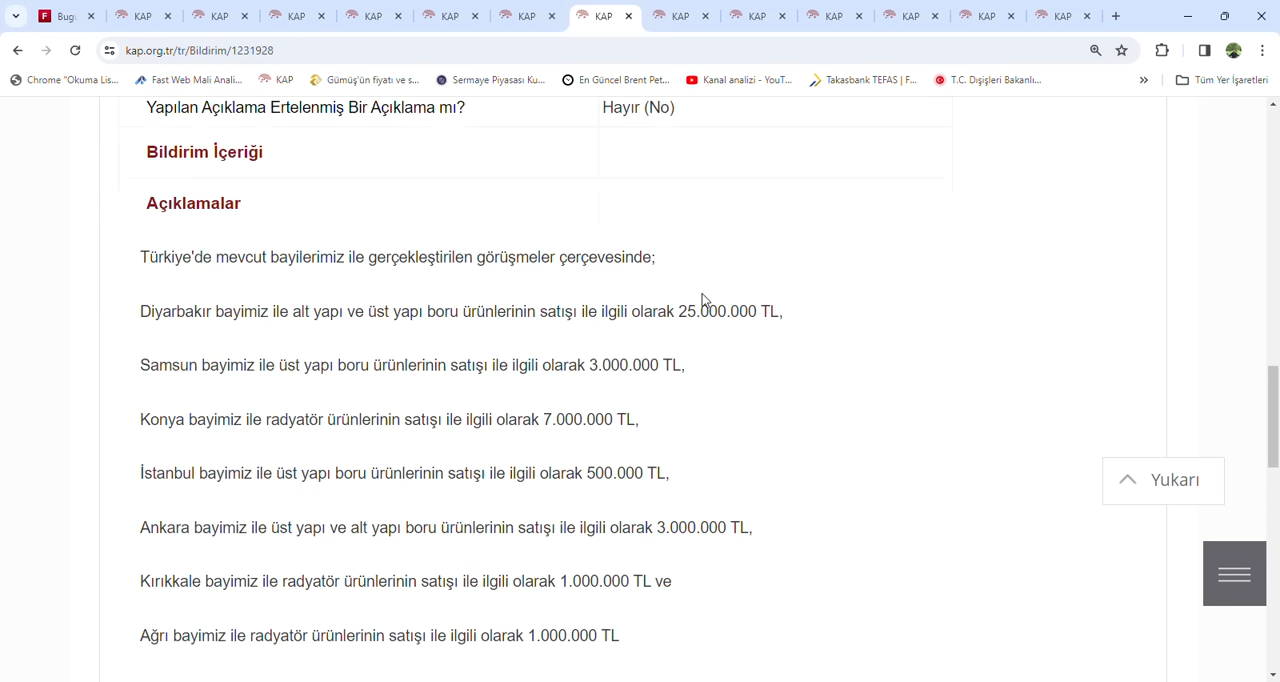 Bug
KAP
KAP
KAP
KAP
KAP
KAP
KAP
KAP
KAP
KAP
KAP
KAP
KAP
kap.org.tr/tr/Bildirim/1231928
Chrome "Okuma Lis...
Fast Web Mali Anali...
KAP
Gümüş'ün fiyatı ve s...
Sermaye Piyasası Ku...
En Güncel Brent Pet...
Kanal analizi - YouT...
Takasbank TEFAS | F...
T.C. Dışişleri Bakanlı...
Tüm Yer İşaretleri
Yapılan Açıklama Ertelenmiş Bir Açıklama mı?
Hayır (No)
Bildirim İçeriği
Açıklamalar
Türkiye'de mevcut bayilerimiz ile gerçekleştirilen görüşmeler çerçevesinde;
Diyarbakır bayimiz ile alt yapı ve üst yapı boru ürünlerinin satışı ile ilgili olarak 25.000.000 TL,
Samsun bayimiz ile üst yapı boru ürünlerinin satışı ile ilgili olarak 3.000.000 TL,
Konya bayimiz ile radyatör ürünlerinin satışı ile ilgili olarak 7.000.000 TL,
İstanbul bayimiz ile üst yapı boru ürünlerinin satışı ile ilgili olarak 500.000 TL,
Yukarı
Ankara bayimiz ile üst yapı ve alt yapı boru ürünlerinin satışı ile ilgili olarak 3.000.000 TL,
Kırıkkale bayimiz ile radyatör ürünlerinin satışı ile ilgili olarak 1.000.000 TL ve
Ağrı bayimiz ile radyatör ürünlerinin satışı ile ilgili olarak 1.000.000 TL